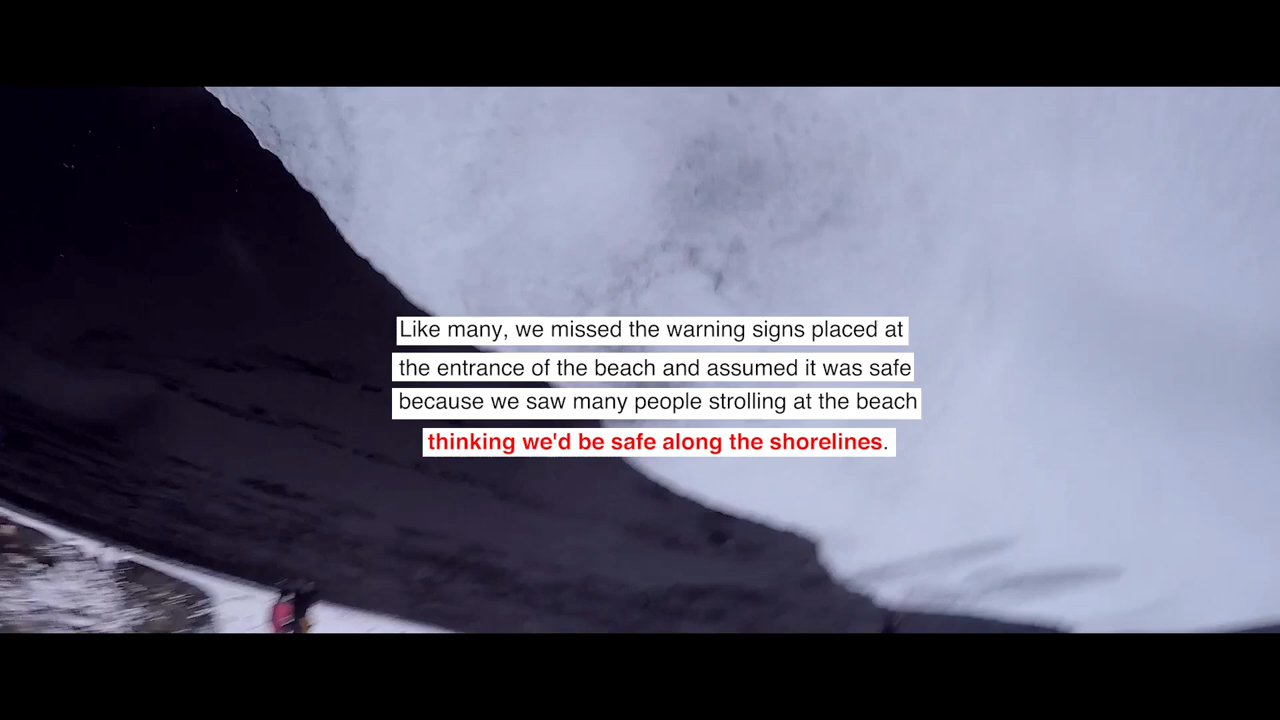 Like many, we missed the warning signs placed at
the entrance of the beach and assumed it was safe
because we saw many people strolling at the beach
thinking we'd be safe along the shorelines.